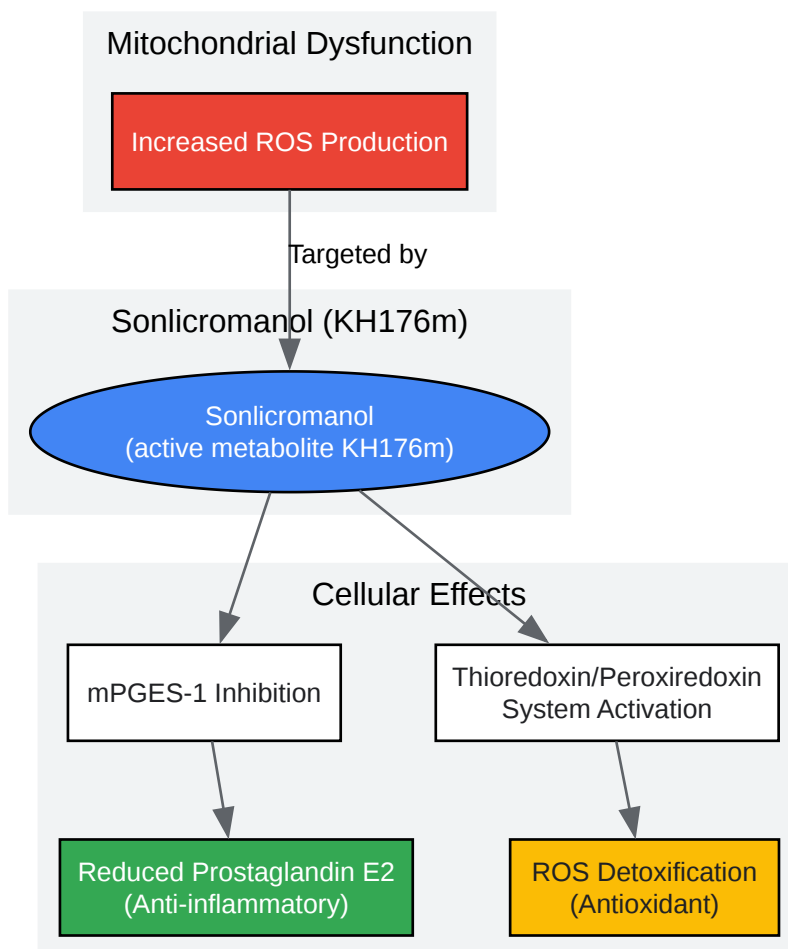 Mitochondrial Dysfunction
Increased ROS Production
Targeted by
Sonlicromanol (KH176m)
Sonlicromanol
(active metabolite KH176m)
Cellular Effects
mPGES-1 Inhibition
Thioredoxin/Peroxiredoxin
System Activation
Reduced Prostaglandin E2
(Anti-inflammatory)
ROS Detoxification
(Antioxidant)